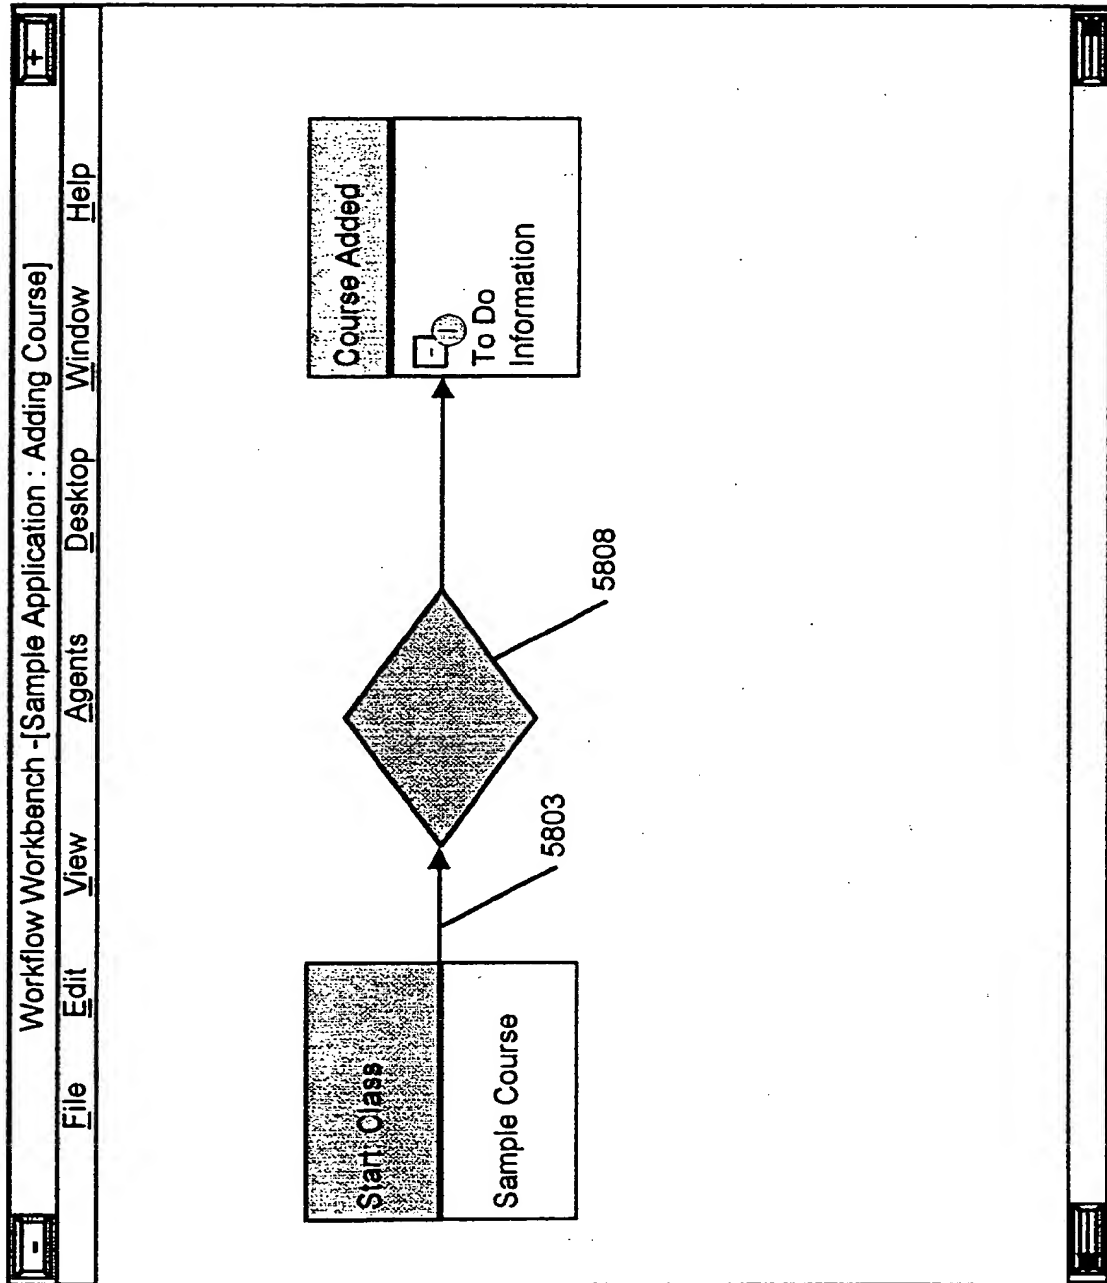 Workflow Workbench -[Sample Application : Adding Course]
File Edit View Agents Desktop Window Help
Start: Class
Sample Course
5803
5808
Course Added
To Do
Information